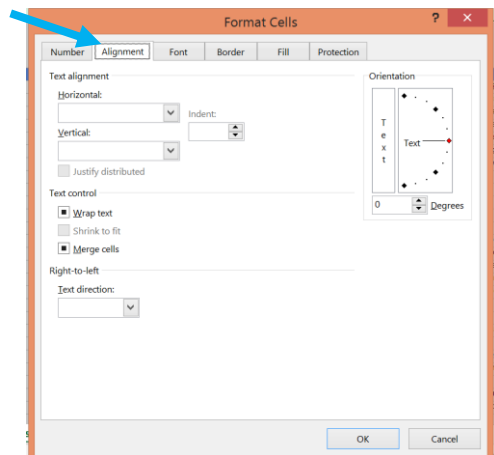 Format Cells
? ×
Number Alignment Font Border Fill Protection
Text alignment
Horizontal:
Indent:
Vertical:
Justify distributed
Text control
Wrap text
Shrink to fit
Merge cells
Right-to-left
Text direction:
Orientation
Text
Text
0 Degrees
OK Cancel